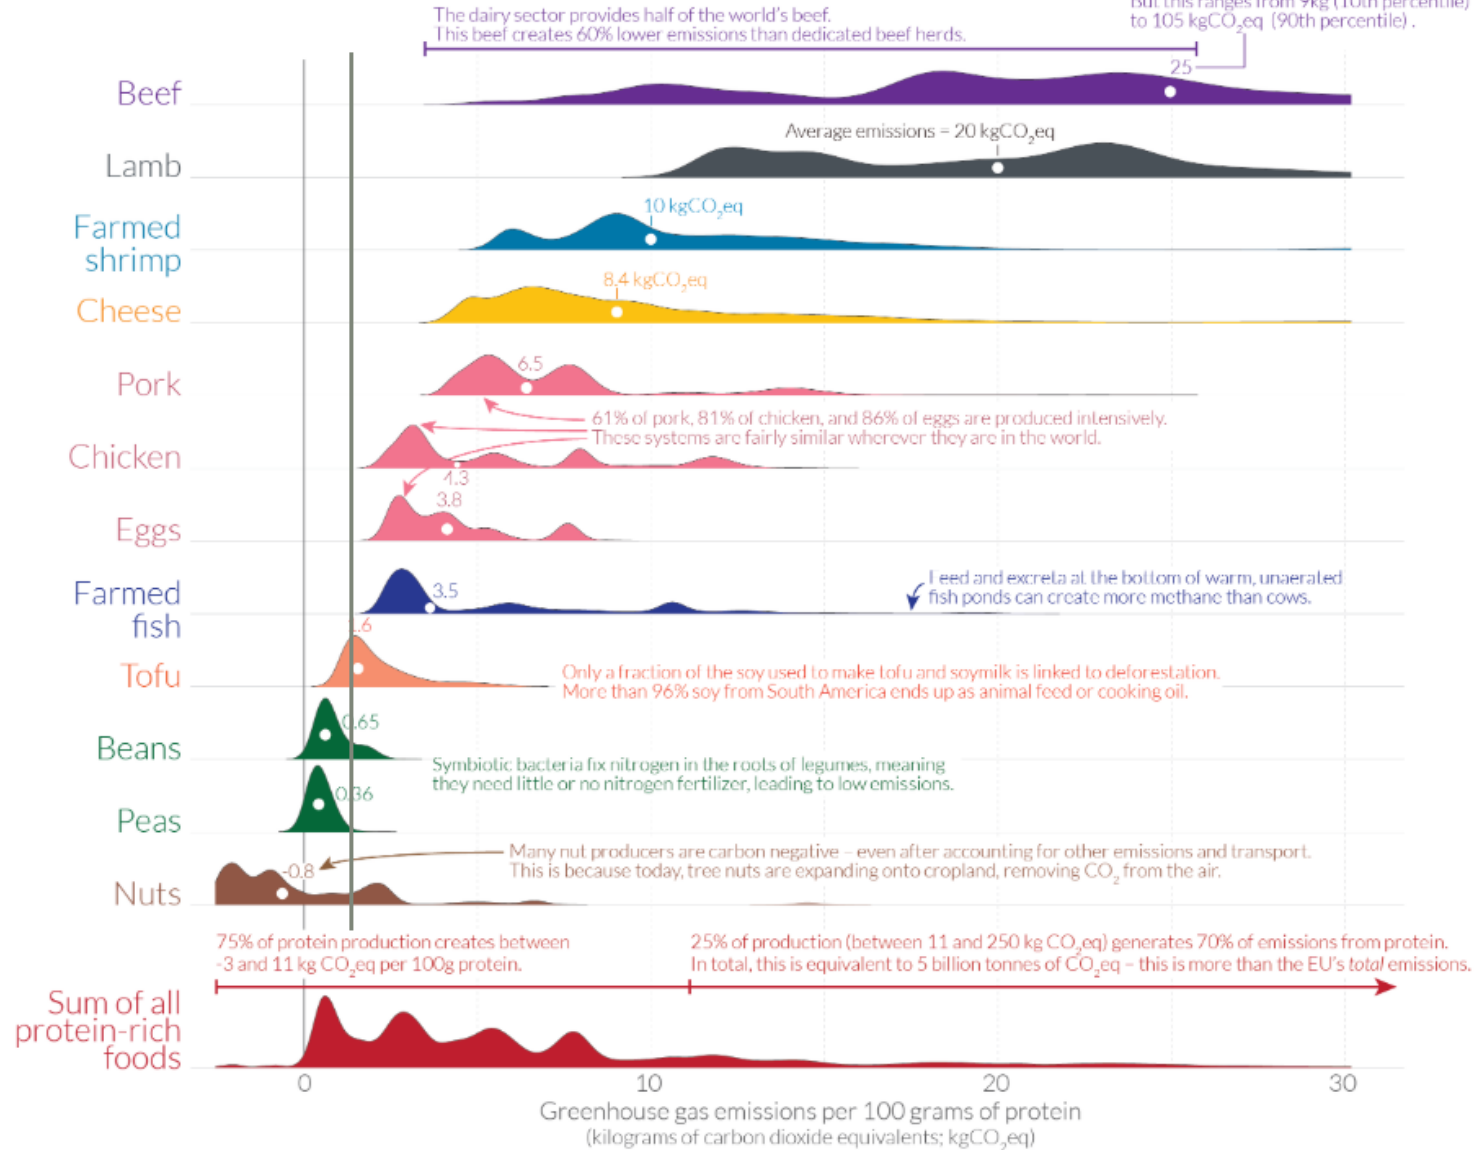 The dairy sector provides half of the world's beef.
This beef creates 60% lower emissions than dedicated beef herds.
But this ranges from 9kg (10th percentile)
to 105 kgCO₂eq (90th percentile) .
25
Beef
Average emissions = 20 kgCO₂eq
Lamb
10 kgCO₂eq
Farmed
shrimp
8.4 kgCO₂eq
Cheese
6.5
Pork
61% of pork, 81% of chicken, and 86% of eggs are produced intensively.
These systems are fairly similar wherever they are in the world.
Chicken
4.3
3.8
Eggs
Farmed
fish
3.5
Feed and excreta at the bottom of warm, unaerated
fish ponds can create more methane than cows.
1.6
Tofu
Only a fraction of the soy used to make tofu and soymilk is linked to deforestation.
More than 96% soy from South America ends up as animal feed or cooking oil.
0.65
Beans
Symbiotic bacteria fix nitrogen in the roots of legumes, meaning
they need little or no nitrogen fertilizer, leading to low emissions.
0.36
Peas
Many nut producers are carbon negative – even after accounting for other emissions and transport.
This is because today, tree nuts are expanding onto cropland, removing CO₂ from the air.
-0.8
Nuts
75% of protein production creates between
-3 and 11 kg CO₂eq per 100g protein.
25% of production (between 11 and 250 kg CO₂eq) generates 70% of emissions from protein.
In total, this is equivalent to 5 billion tonnes of CO₂eq – this is more than the EU's total emissions.
Sum of all
protein-rich
foods
0 10 20 30
Greenhouse gas emissions per 100 grams of protein
(kilograms of carbon dioxide equivalents; kgCO₂eq)